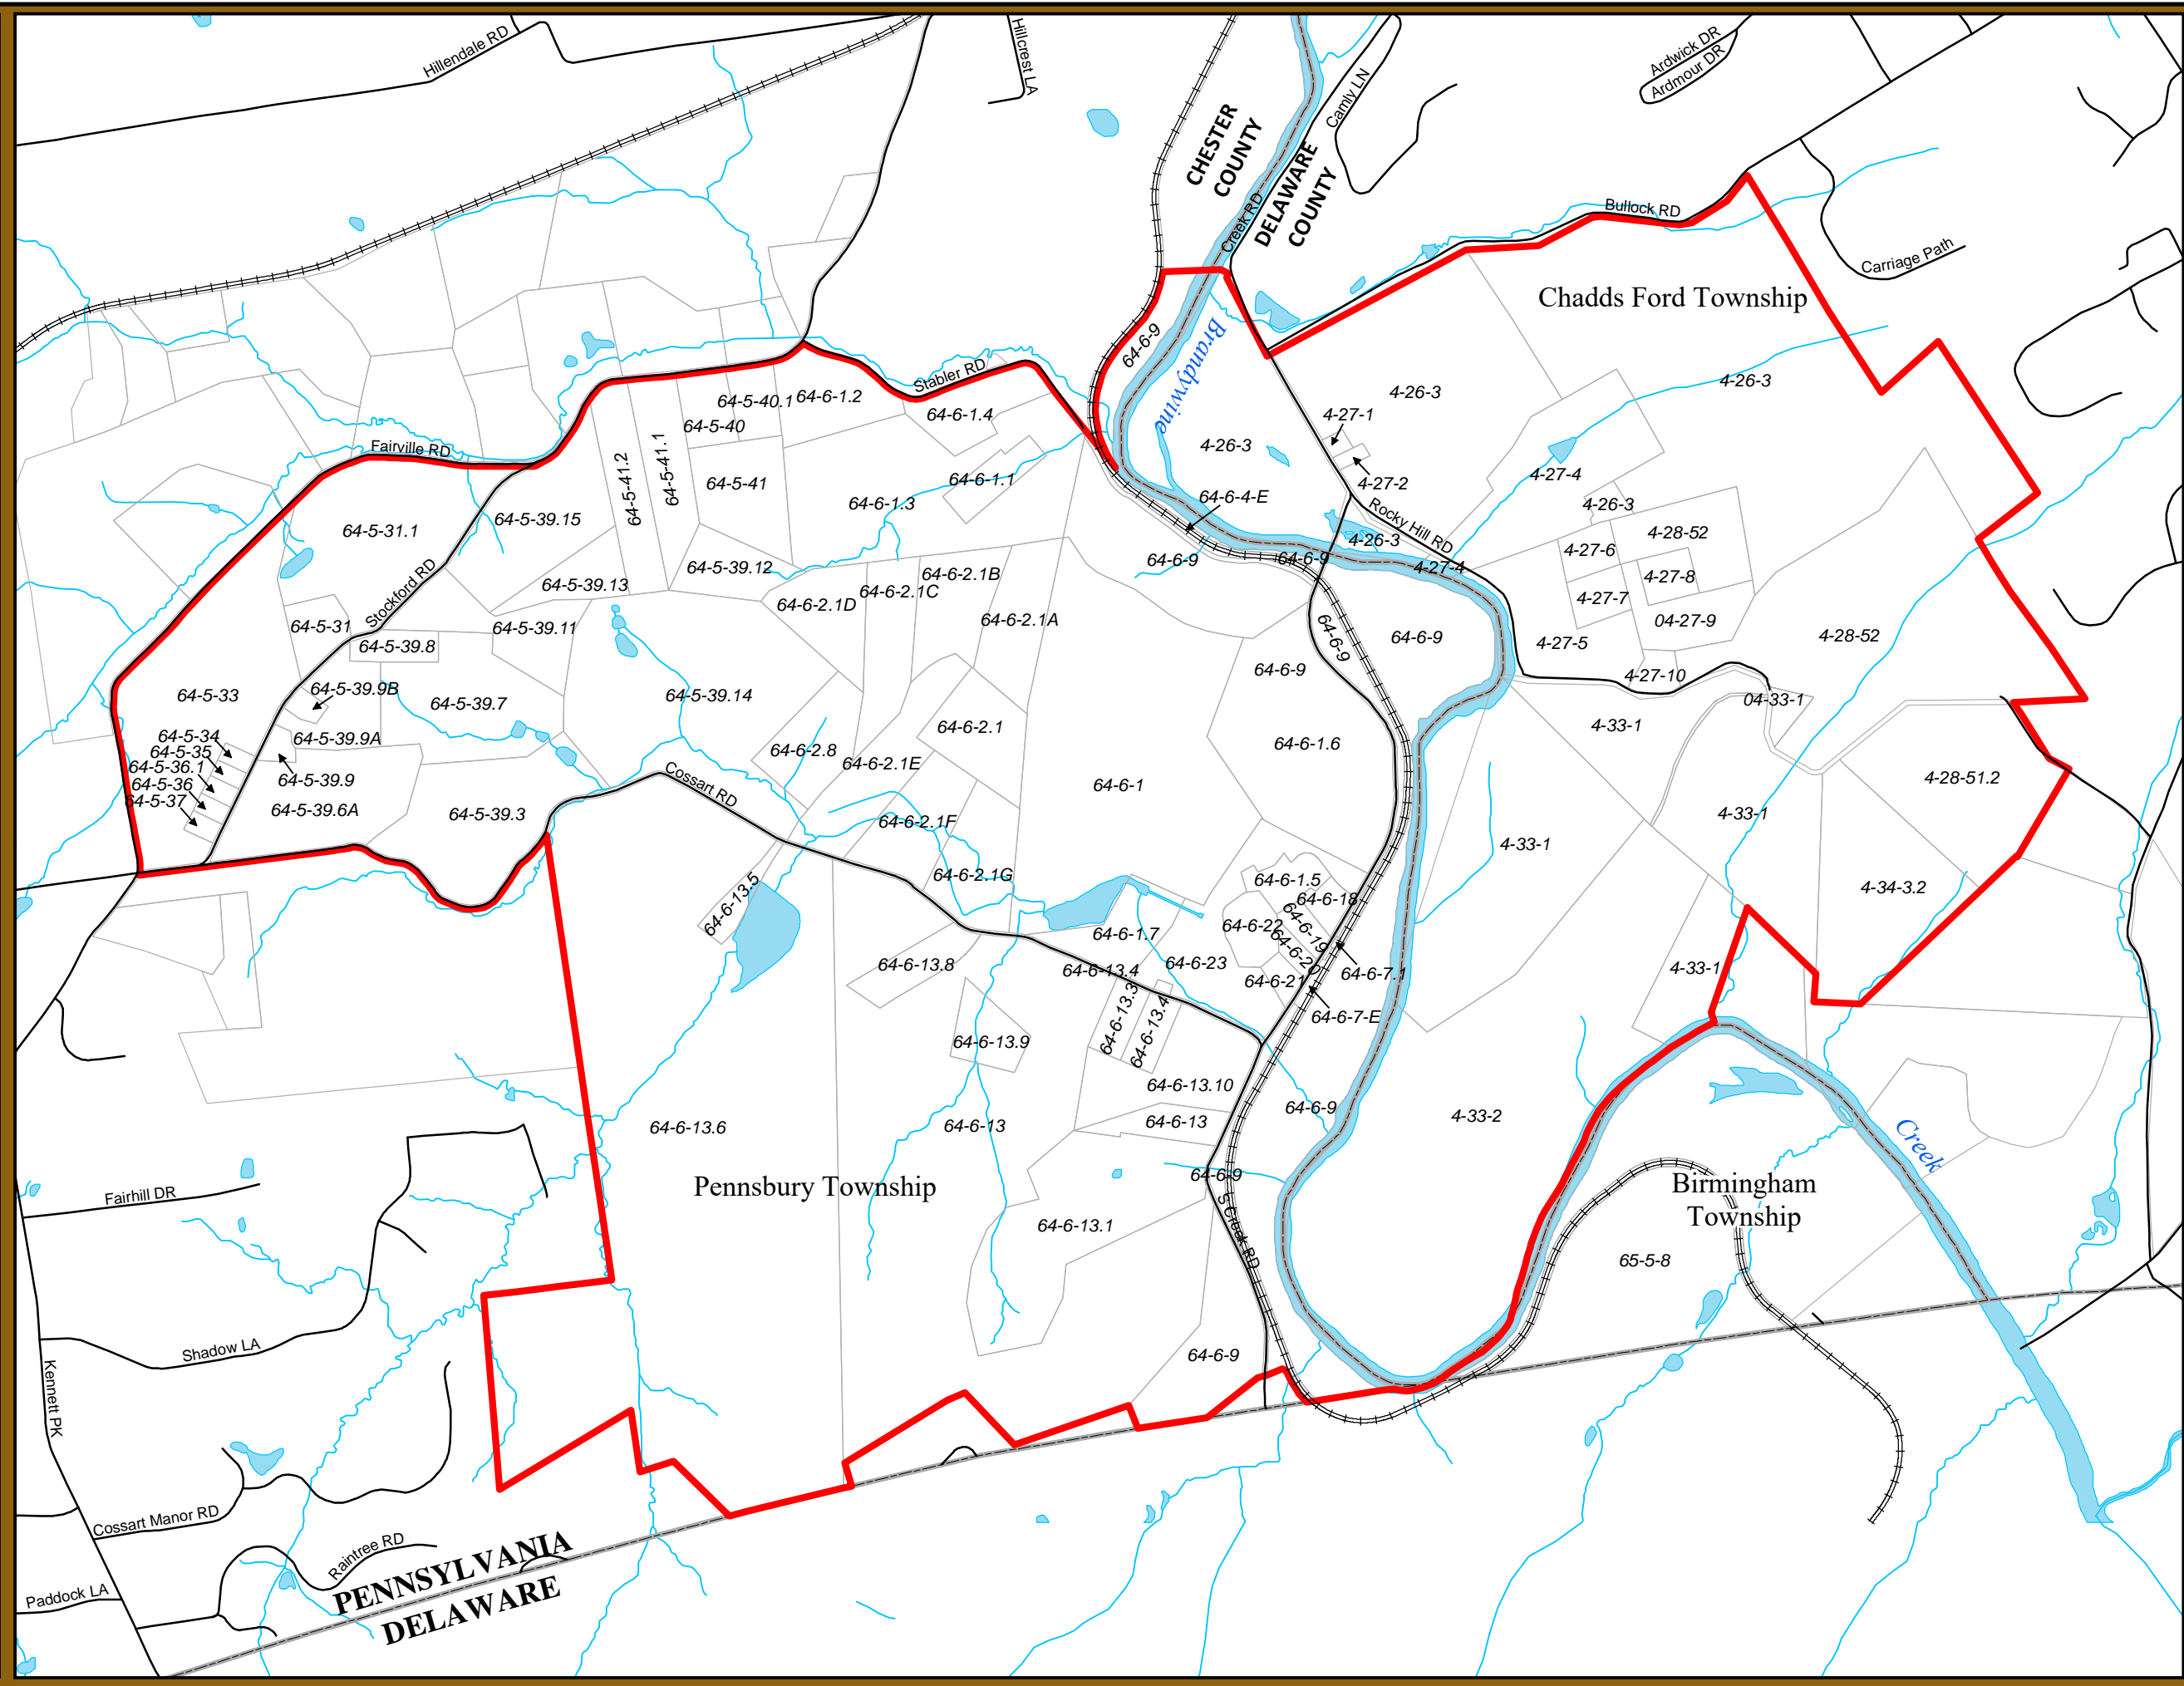 Hillendale RD
Hillcrest LA
Ardwick DR
Ardmour DR
Camly LN
CHESTER
COUNTY
DELAWARE
COUNTY
Creek RD
Bullock RD
Carriage Path
Chadds Ford Township
64-6-9
Brandywine
Stabler RD
4-26-3
4-26-3
64-5-40.1
64-6-1.2
64-6-1.4
64-5-40
4-27-1
4-26-3
Fairville RD
64-5-41.2
64-5-41.1
64-5-41
64-6-1.1
4-27-2
4-27-4
64-6-4-E
64-6-1.3
4-26-3
64-5-31.1
64-5-39.15
Rocky Hill RD
4-28-52
4-26-3
4-27-6
64-6-9
64-6-9
4-27-4
64-5-39.12
64-6-2.1B
4-27-8
64-5-39.13
64-6-2.1C
64-6-2.1D
4-27-7
Stockford RD
64-6-2.1A
04-27-9
64-5-31
64-5-39.11
64-6-9
64-6-9
4-27-5
4-28-52
64-5-39.8
64-6-9
4-27-10
64-5-33
64-5-39.9B
64-5-39.7
64-5-39.14
04-33-1
4-33-1
64-6-2.1
64-5-34
64-5-39.9A
64-6-1.6
64-5-35
64-6-2.8
64-5-36.1
64-6-2.1E
64-5-39.9
64-5-36
4-28-51.2
Cossart RD
64-6-1
64-5-37
64-5-39.6A
64-5-39.3
4-33-1
64-6-2.1F
4-33-1
64-6-2.1G
64-6-1.5
4-34-3.2
64-6-13.5
64-6-18
64-6-22
64-6-19
64-6-1.7
64-6-20
64-6-13.8
64-6-13.4
64-6-23
64-6-7.1
4-33-1
64-6-21
64-6-13.3
64-6-13.4
64-6-7-E
64-6-13.9
64-6-13.10
64-6-9
4-33-2
64-6-13.6
64-6-13
64-6-13
Creek
64-6-9
Pennsbury Township
Birmingham
Township
Fairhill DR
64-6-13.1
S Creek RD
65-5-8
Shadow LA
64-6-9
Kennett PK
Cossart Manor RD
Raintree RD
PENNSYLVANIA
DELAWARE
Paddock LA